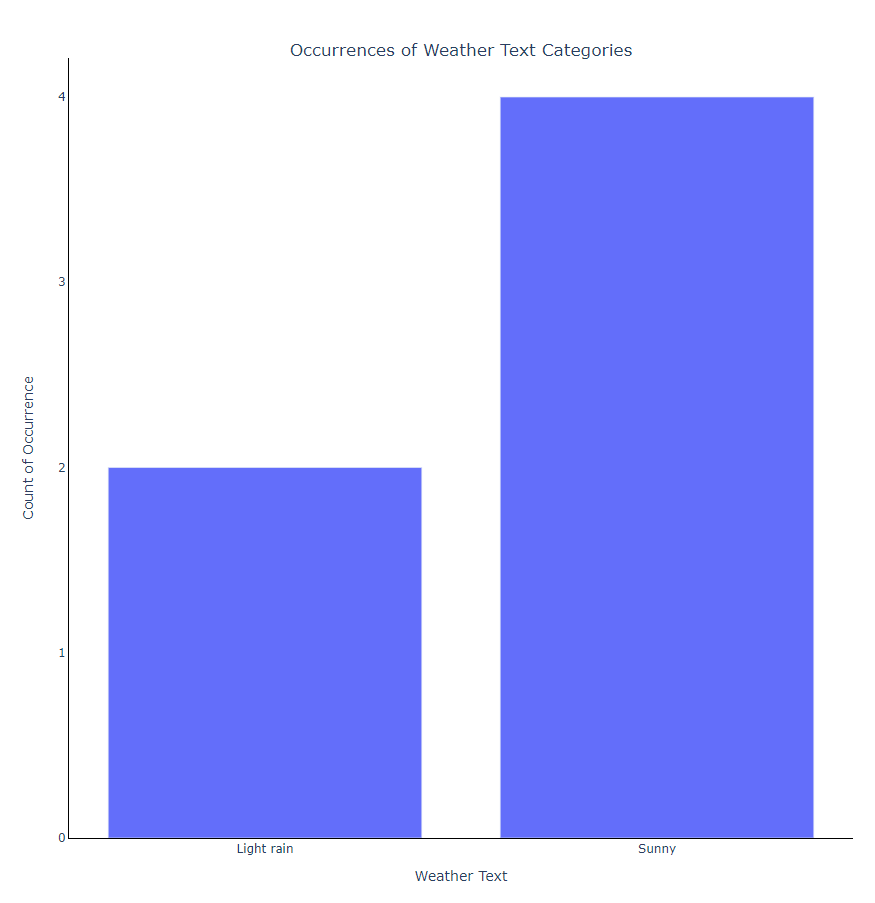 Occurrences of Weather Text Categories
4
3
2
1
0
Count of Occurrence
Light rain
Sunny
Weather Text